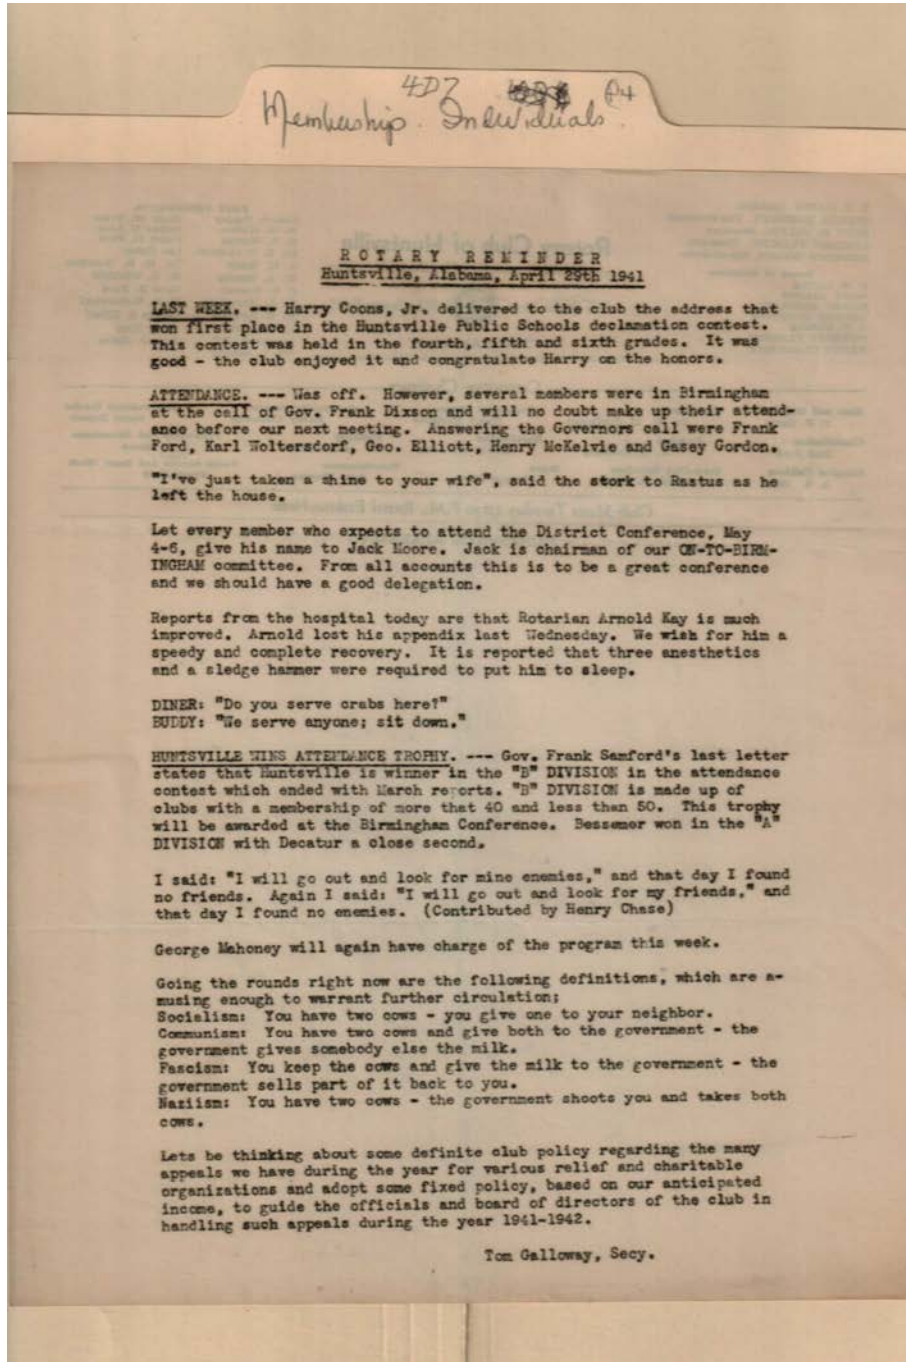 4D7 P4
Membership. Individuals.
ROTARY REMINDER
Huntsville, Alabama, April 29th 1941
LAST WEEK. --- Harry Coons, Jr. delivered to the club the address that
won first place in the Huntsville Public Schools declamation contest.
This contest was held in the fourth, fifth and sixth grades. It was
good - the club enjoyed it and congratulate Harry on the honors.
ATTENDANCE. --- Was off. However, several members were in Birmingham
at the call of Gov. Frank Dixson and will no doubt make up their attend-
ance before our next meeting. Answering the Governors call were Frank
Ford, Karl Woltersdorf, Geo. Elliott, Henry McKelvie and Gasey Gordon.
"I've just taken a shine to your wife", said the stork to Rastus as he
left the house.
Let every member who expects to attend the District Conference, May
4-6, give his name to Jack Moore. Jack is chairman of our ON-TO-BIRM-
INGHAM committee. From all accounts this is to be a great conference
and we should have a good delegation.
Reports from the hospital today are that Rotarian Arnold Kay is much
improved. Arnold lost his appendix last Wednesday. We wish for him a
speedy and complete recovery. It is reported that three anesthetics
and a sledge hammer were required to put him to sleep.
DINER: "Do you serve crabs here?"
BUDDY: "We serve anyone; sit down."
HUNTSVILLE WINS ATTENDANCE TROPHY. --- Gov. Frank Samford's last letter
states that Huntsville is winner in the "B" DIVISION in the attendance
contest which ended with March reports. "B" DIVISION is made up of
clubs with a membership of more that 40 and less than 50. This trophy
will be awarded at the Birmingham Conference. Bessemer won in the "A"
DIVISION with Decatur a close second.
I said: "I will go out and look for mine enemies," and that day I found
no friends. Again I said: "I will go out and look for my friends," and
that day I found no enemies. (Contributed by Henry Chase)
George Mahoney will again have charge of the program this week.
Going the rounds right now are the following definitions, which are a-
musing enough to warrant further circulation;
Socialism: You have two cows - you give one to your neighbor.
Communism: You have two cows and give both to the government - the
government gives somebody else the milk.
Fascism: You keep the cows and give the milk to the government - the
government sells part of it back to you.
Naziism: You have two cows - the government shoots you and takes both
cows.
Lets be thinking about some definite club policy regarding the many
appeals we have during the year for various relief and charitable
organizations and adopt some fixed policy, based on our anticipated
income, to guide the officials and board of directors of the club in
handling such appeals during the year 1941-1942.
Tom Galloway, Secy.